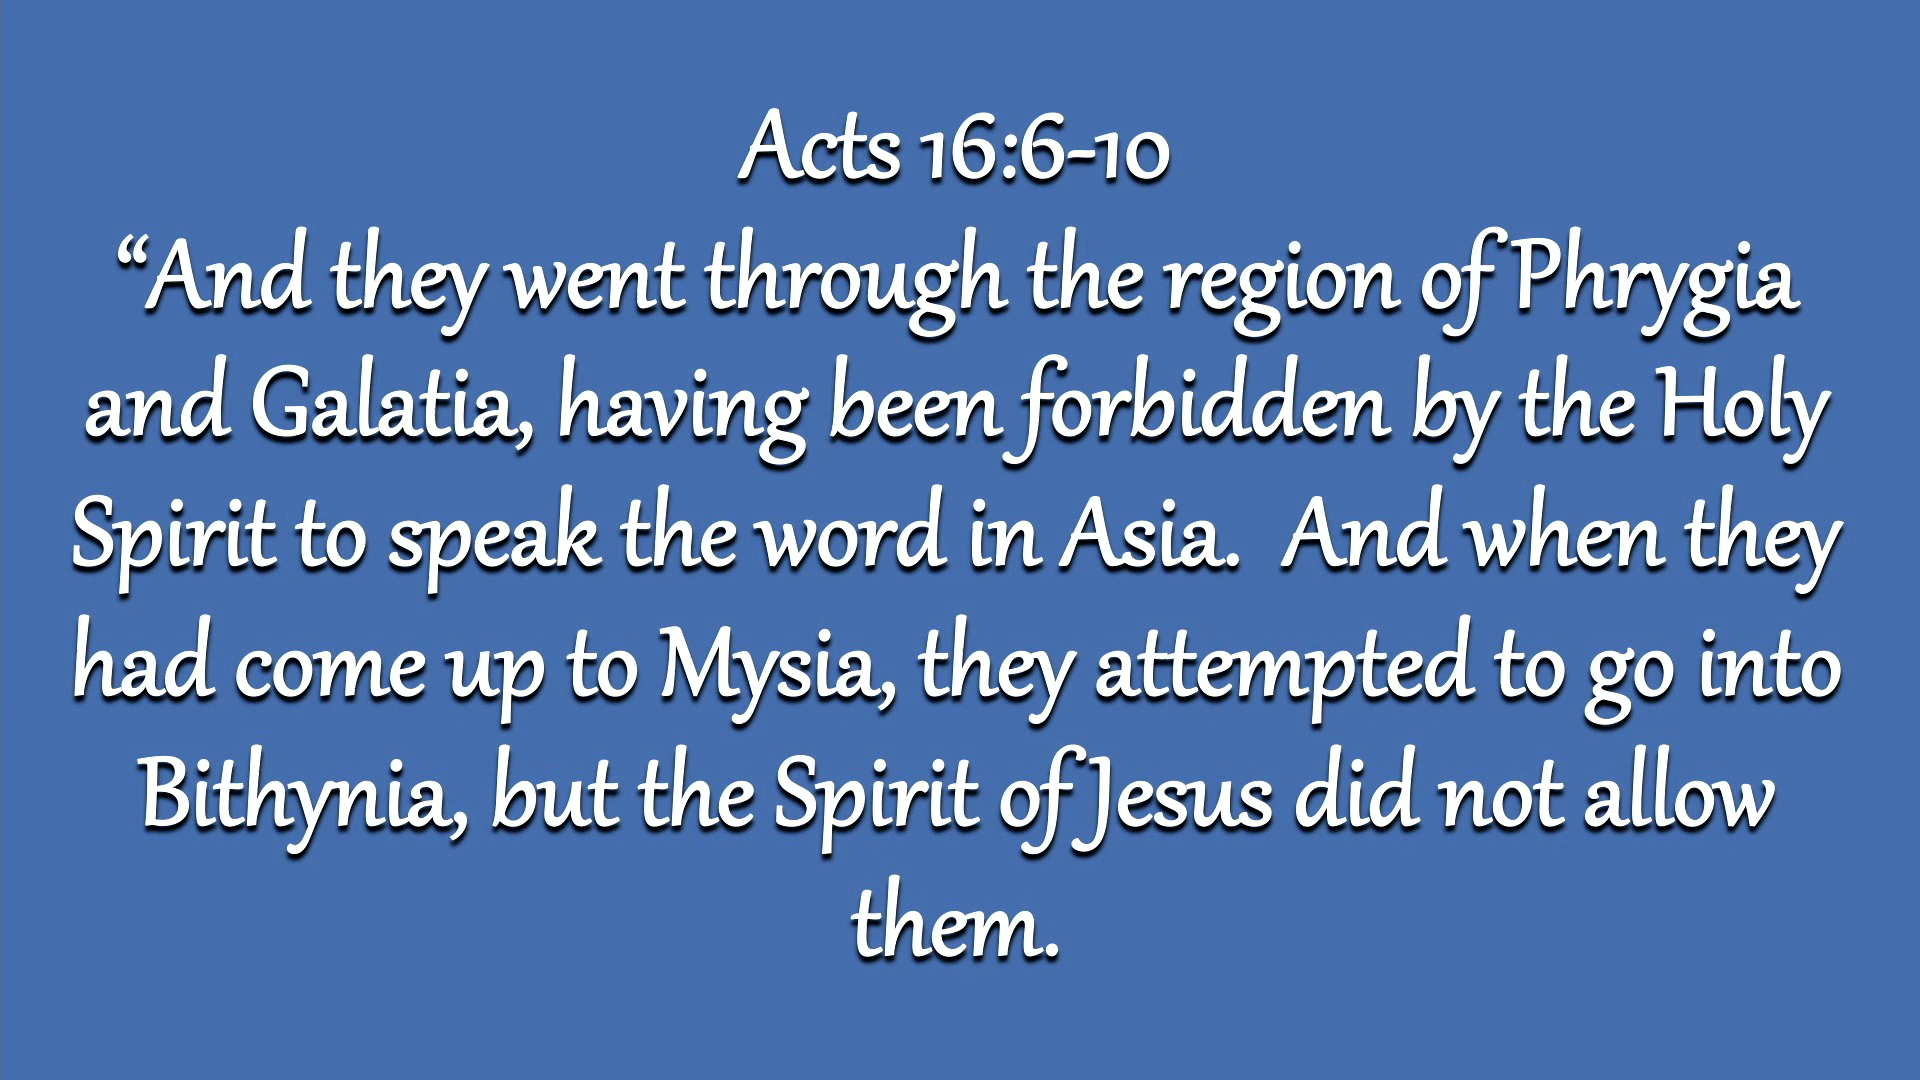 Acts 16:6-10
“And they went through the region of Phrygia
and Galatia, having been forbidden by the Holy
Spirit to speak the word in Asia.  And when they
had come up to Mysia, they attempted to go into
Bithynia, but the Spirit of Jesus did not allow
them.